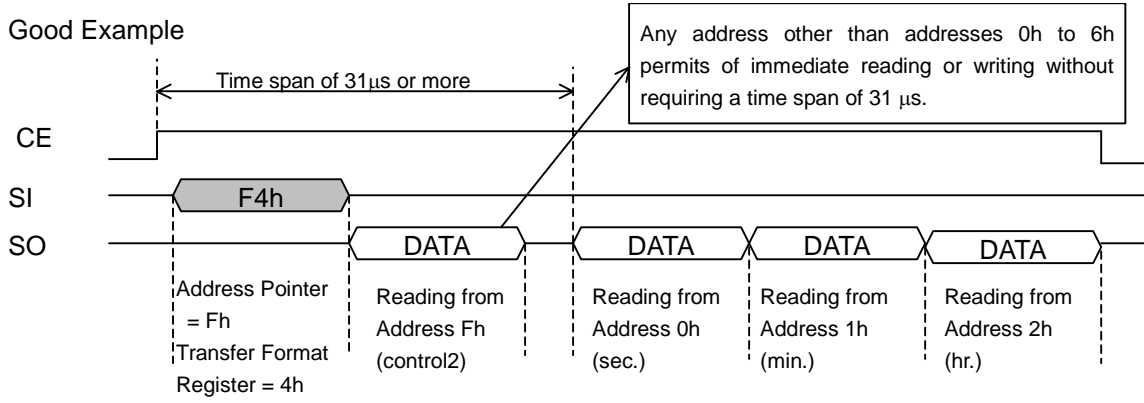 Good Example
Any address other than addresses 0h to 6h
permits of immediate reading or writing without
requiring a time span of 31 μs.
Time span of 31μs or more
CE
SI
F4h
SO
DATA
DATA
DATA
DATA
Address Pointer
= Fh
Transfer Format
Register = 4h
Reading from
Address Fh
(control2)
Reading from
Address 0h
(sec.)
Reading from
Address 1h
(min.)
Reading from
Address 2h
(hr.)